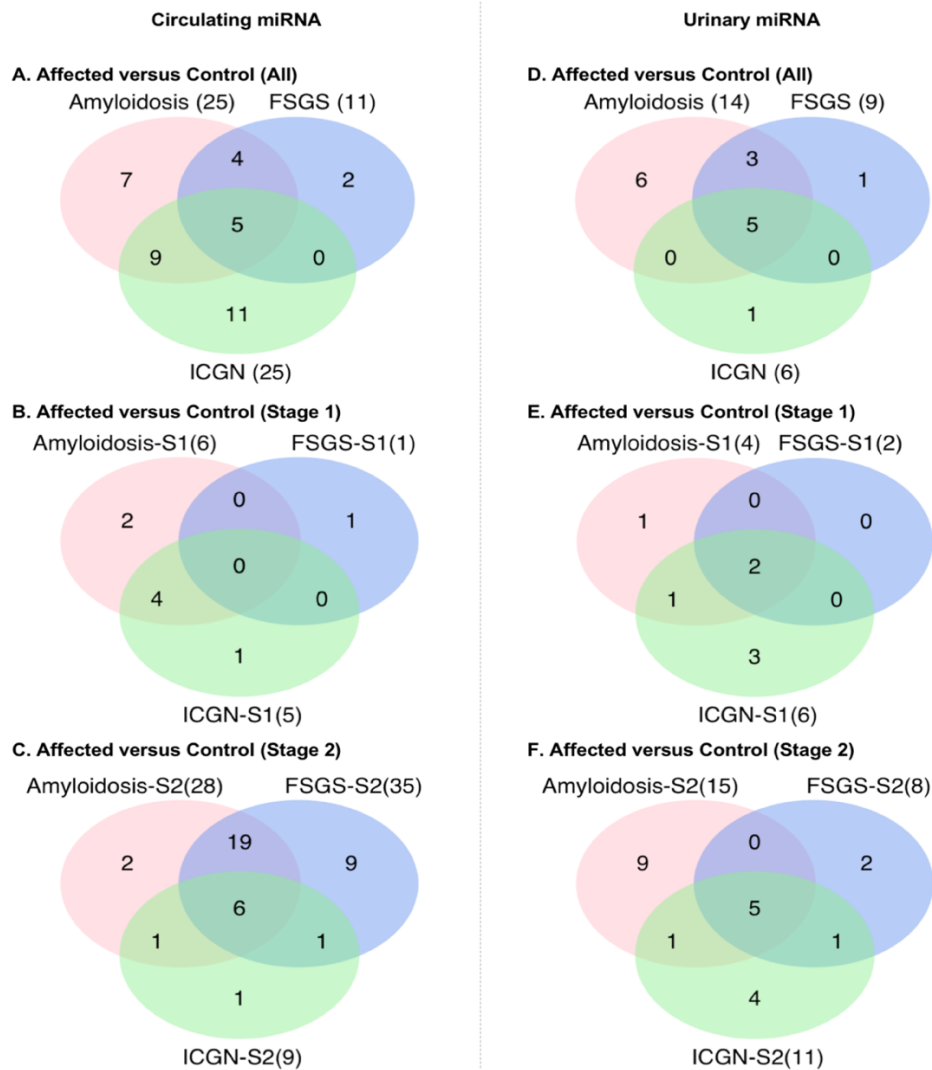 Circulating miRNA
A. Affected versus Control (All)
Amyloidosis (25) FSGS (11)
4
7
2
5
9
0
11
ICGN (25)
B. Affected versus Control (Stage 1)
Amyloidosis-S1(6) FSGS-S1(1)
0
2
1
0
4
0
1
ICGN-S1(5)
C. Affected versus Control (Stage 2)
Amyloidosis-S2(28) FSGS-S2(35)
19
2
9
6
1
1
1
ICGN-S2(9)
Urinary miRNA
D. Affected versus Control (All)
Amyloidosis (14) FSGS (9)
3
6
1
5
0
0
1
ICGN (6)
E. Affected versus Control (Stage 1)
Amyloidosis-S1(4) FSGS-S1(2)
0
1
0
2
1
0
3
ICGN-S1(6)
F. Affected versus Control (Stage 2)
Amyloidosis-S2(15) FSGS-S2(8)
0
9
2
5
1
1
4
ICGN-S2(11)